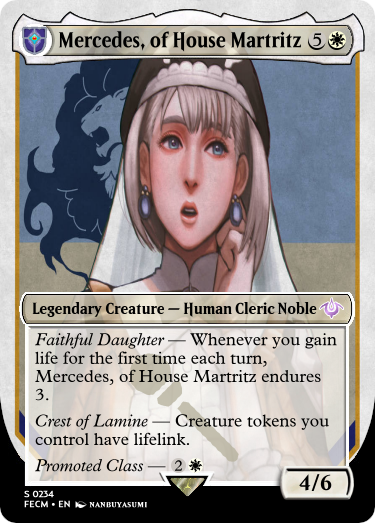 Mercedes, of House Martritz 5
Legendary Creature — Human Cleric Noble
Faithful Daughter — Whenever you gain
life for the first time each turn,
Mercedes, of House Martritz endures
3.
Crest of Lamine — Creature tokens you
control have lifelink.
Promoted Class — 2
4/6
S 0234
FECM • EN NANBUYASUMI